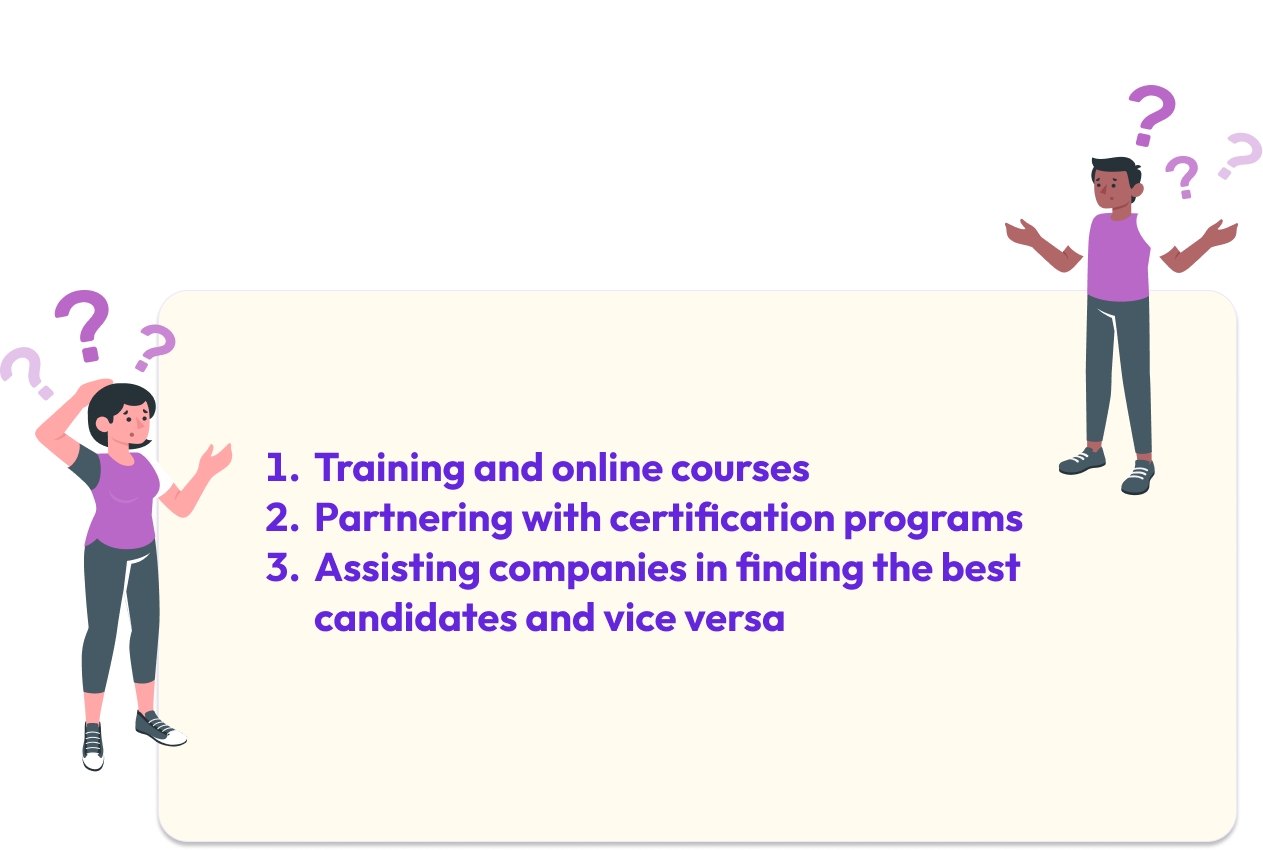 1. Training and online courses
2. Partnering with certification programs
3. Assisting companies in finding the best
candidates and vice versa